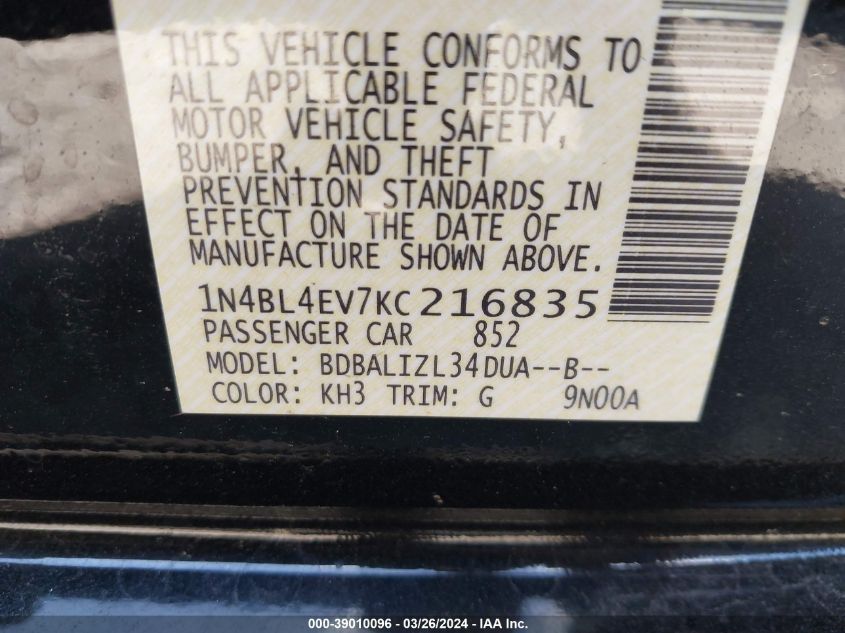 THIS VEHICLE CONFORMS TO
ALL APPLICABLE FEDERAL
MOTOR VEHICLE SAFETY,
BUMPER, AND THEFT
PREVENTION STANDARDS IN
EFFECT ON THE DATE OF
MANUFACTURE SHOWN ABOVE.
1N4BL4EV7KC216835
PASSENGER CAR 852
MODEL: BDBALIZL34DUA--B--
COLOR: KH3 TRIM: G 9N00A
000-39010096 - 03/26/2024 - IAA Inc.